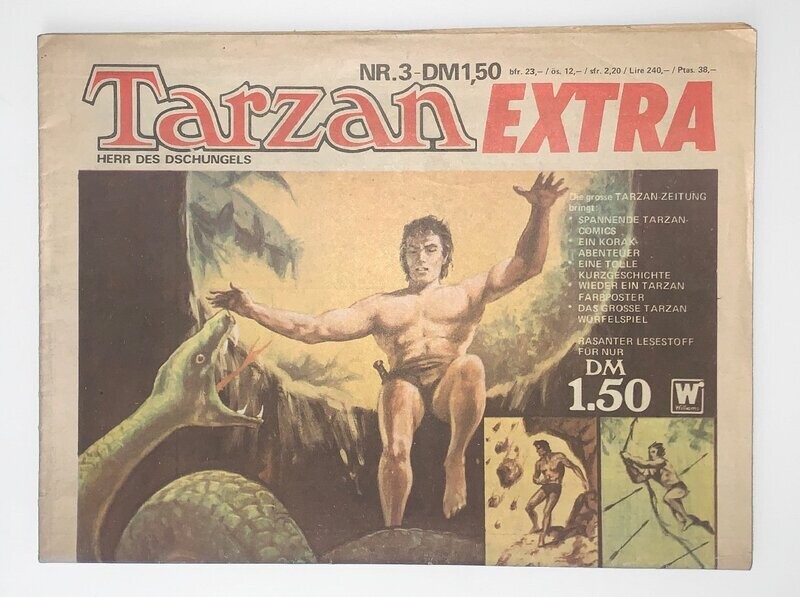 NR.3-DM1,50 bfr. 23,– / ös. 12,– / sfr. 2,20 / Lire 240,– / Ptas. 38,–
Tarzan EXTRA
HERR DES DSCHUNGELS
Die grosse TARZAN-ZEITUNG
bringt:
* SPANNENDE TARZAN-
COMICS
* EIN KORAK-
ABENTEUER
* EINE TOLLE
KURZGESCHICHTE
* WIEDER EIN TARZAN
FARBPOSTER
* DAS GROSSE TARZAN
WÜRFELSPIEL
RASANTER LESESTOFF
FÜR NUR
DM
1.50
W
Williams